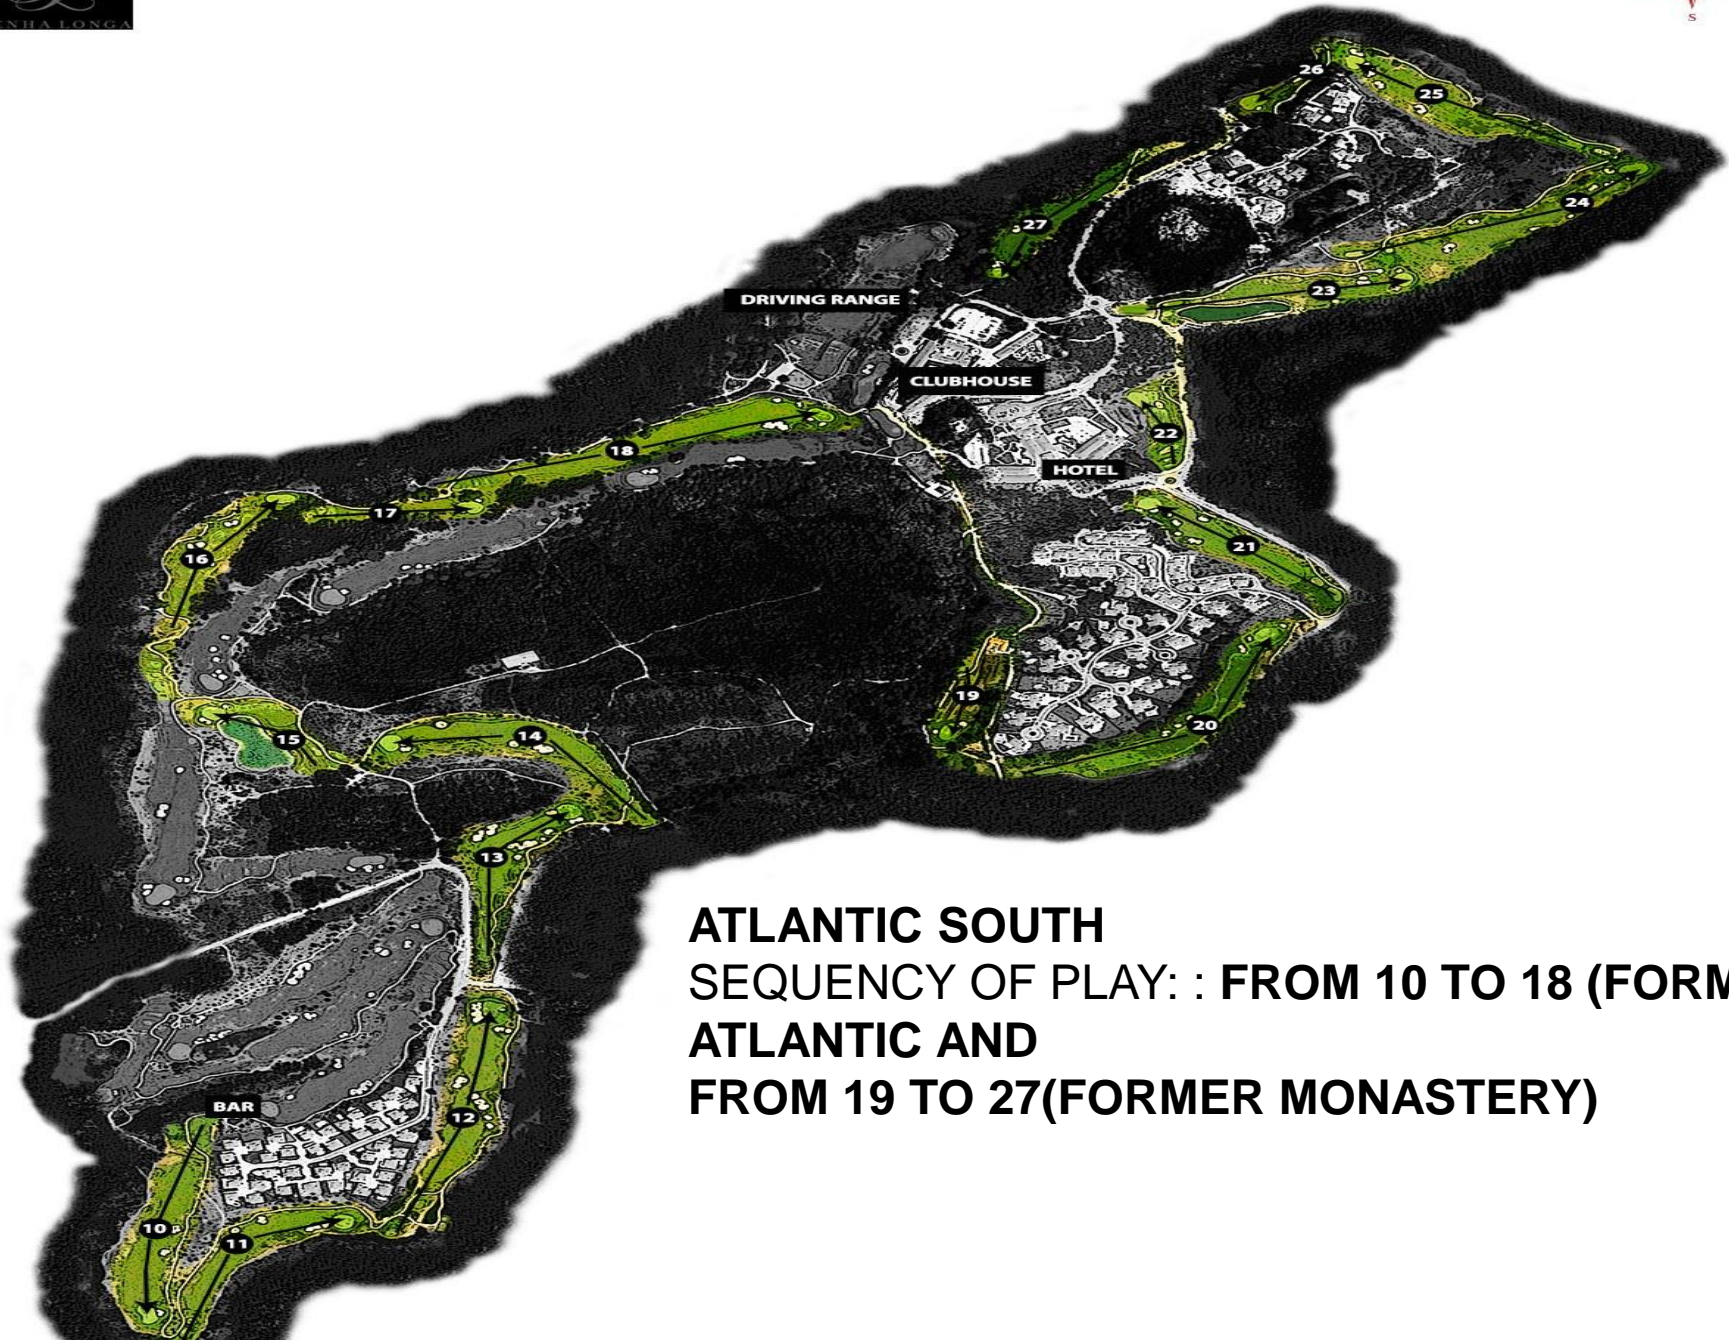 LONGA
S
26
25
24
27
23
DRIVING RANGE
CLUBHOUSE
22
18
HOTEL
17
21
16
19
20
14
15
13
ATLANTIC SOUTH
SEQUENCY OF PLAY: : FROM 10 TO 18 (FORM
ATLANTIC AND
FROM 19 TO 27(FORMER MONASTERY)
BAR
12
10
11